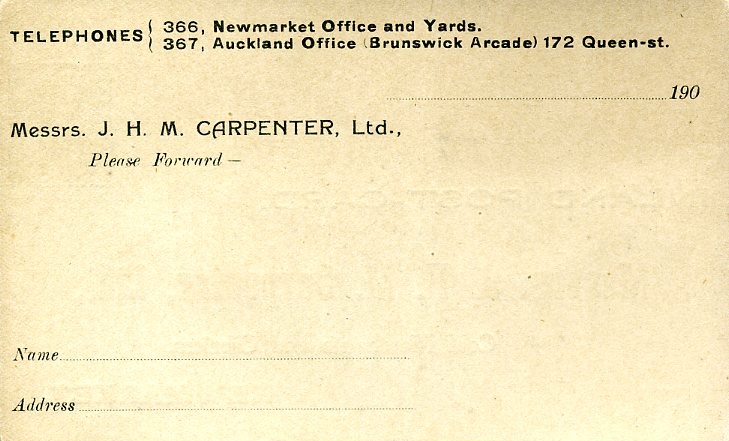 TELEPHONES { 366, Newmarket Office and Yards.
367, Auckland Office (Brunswick Arcade) 172 Queen-st.
190
Messrs. J. H. M. CARPENTER, Ltd.,
Please Forward —
Name
Address